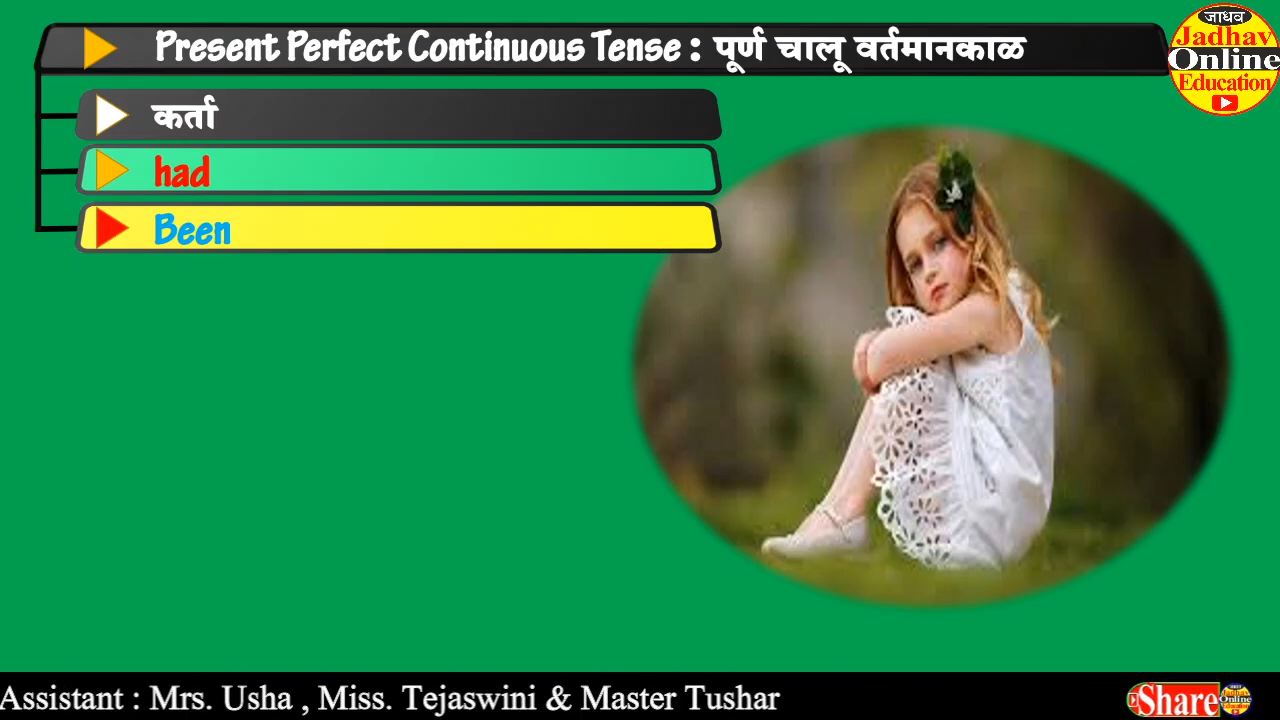 Present Perfect Continuous Tense : पूर्ण चालू वर्तमानकाळ
जाधव
Jadhav
Online
Education
कर्ता
had
Been
Assistant : Mrs. Usha , Miss. Tejaswini & Master Tushar
Share